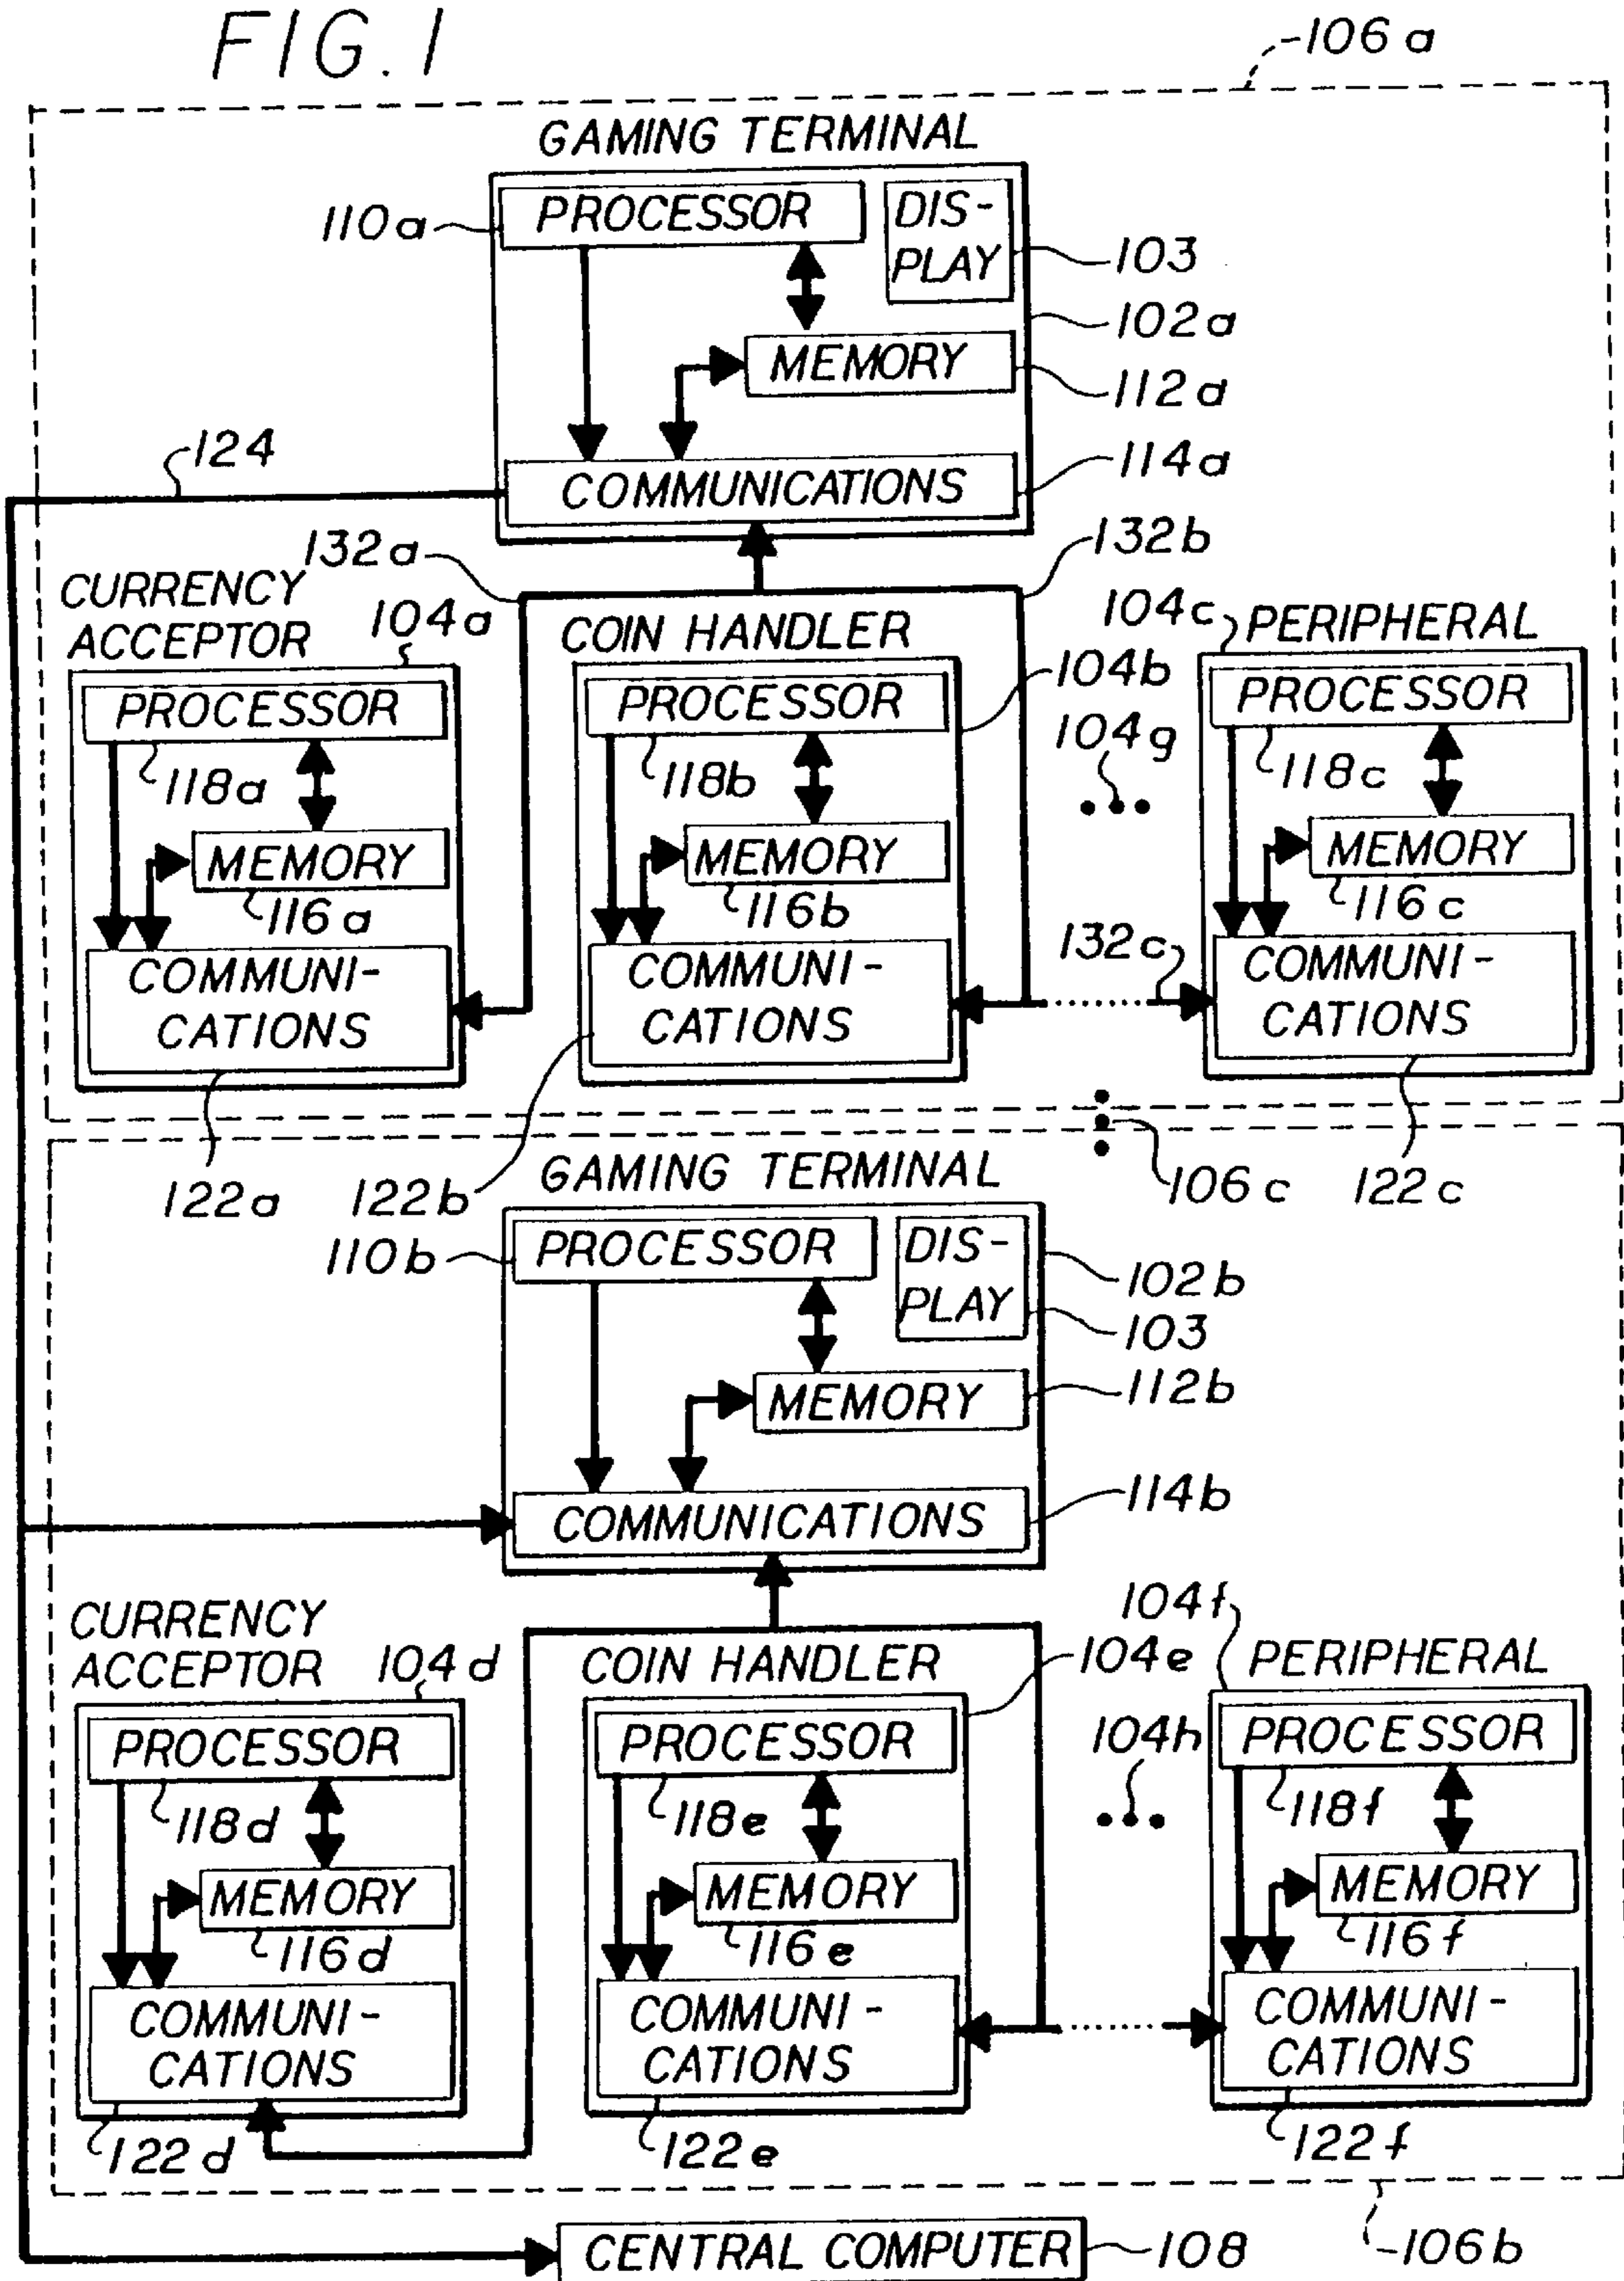 FIG. 1
106a
GAMING TERMINAL
110a
PROCESSOR
DIS-
PLAY
103
102a
MEMORY
112a
124
COMMUNICATIONS
114a
132a
132b
CURRENCY
ACCEPTOR
104a
COIN HANDLER
104b
104c
PERIPHERAL
PROCESSOR
PROCESSOR
104g
PROCESSOR
118a
118b
118c
MEMORY
MEMORY
MEMORY
116a
116b
116c
132c
COMMUNI-
CATIONS
COMMUNI-
CATIONS
COMMUNI-
CATIONS
122a
122b
106c
122c
GAMING TERMINAL
110b
PROCESSOR
DIS-
PLAY
102b
103
MEMORY
112b
COMMUNICATIONS
114b
CURRENCY
ACCEPTOR
104d
COIN HANDLER
104e
104f
PERIPHERAL
PROCESSOR
PROCESSOR
104h
PROCESSOR
118d
118e
118f
MEMORY
MEMORY
MEMORY
116d
116e
116f
COMMUNI-
CATIONS
COMMUNI-
CATIONS
COMMUNI-
CATIONS
122d
122e
122f
CENTRAL COMPUTER
108
106b